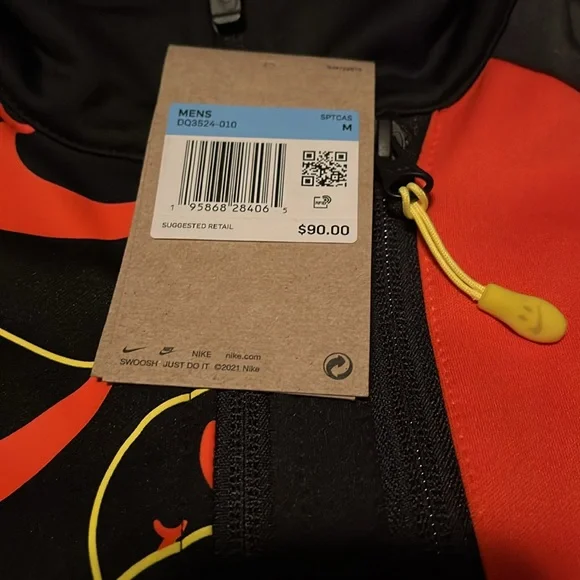 MENS
SPTCAS
DQ3524-010
M
1 95868 28406 5
RFID
SUGGESTED RETAIL
$90.00
NIKE nike.com
SWOOSH JUST DO IT ©2021 Nike